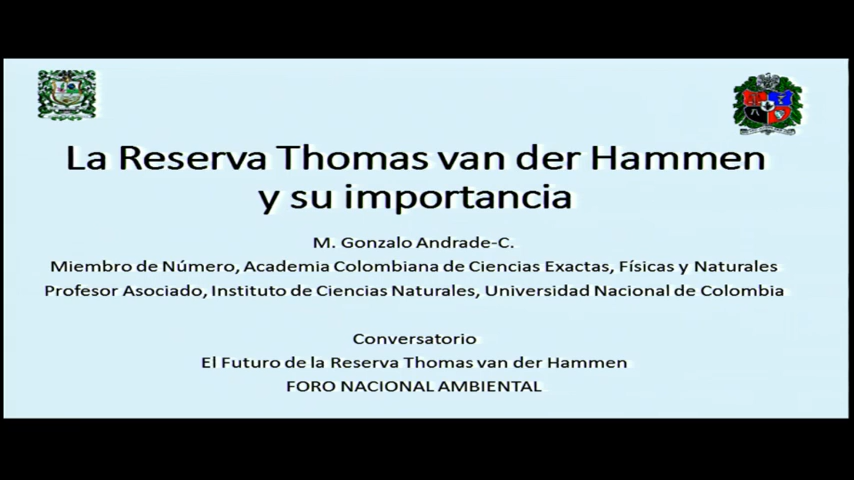 La Reserva Thomas van der Hammen
y su importancia
M. Gonzalo Andrade-C.
Miembro de Número, Academia Colombiana de Ciencias Exactas, Físicas y Naturales
Profesor Asociado, Instituto de Ciencias Naturales, Universidad Nacional de Colombia
Conversatorio
El Futuro de la Reserva Thomas van der Hammen
FORO NACIONAL AMBIENTAL